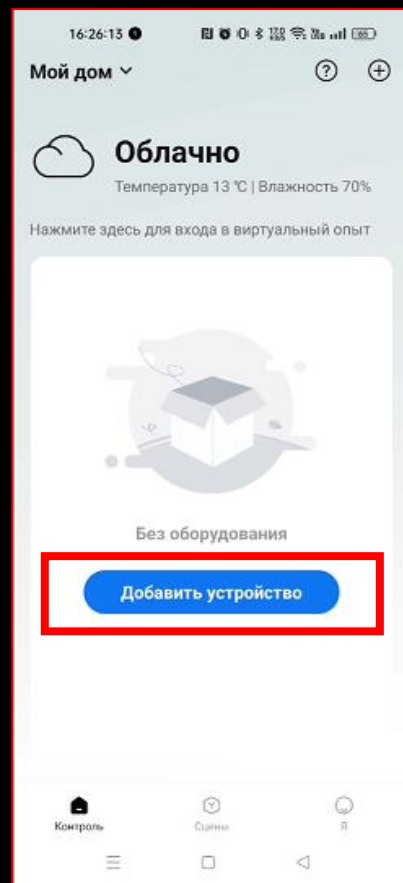 16:26:13
Мой дом
Облачно
Температура 13 ℃ | Влажность 70%
Нажмите здесь для входа в виртуальный опыт
Без оборудования
Добавить устройство
Контроль
Сцены
Я